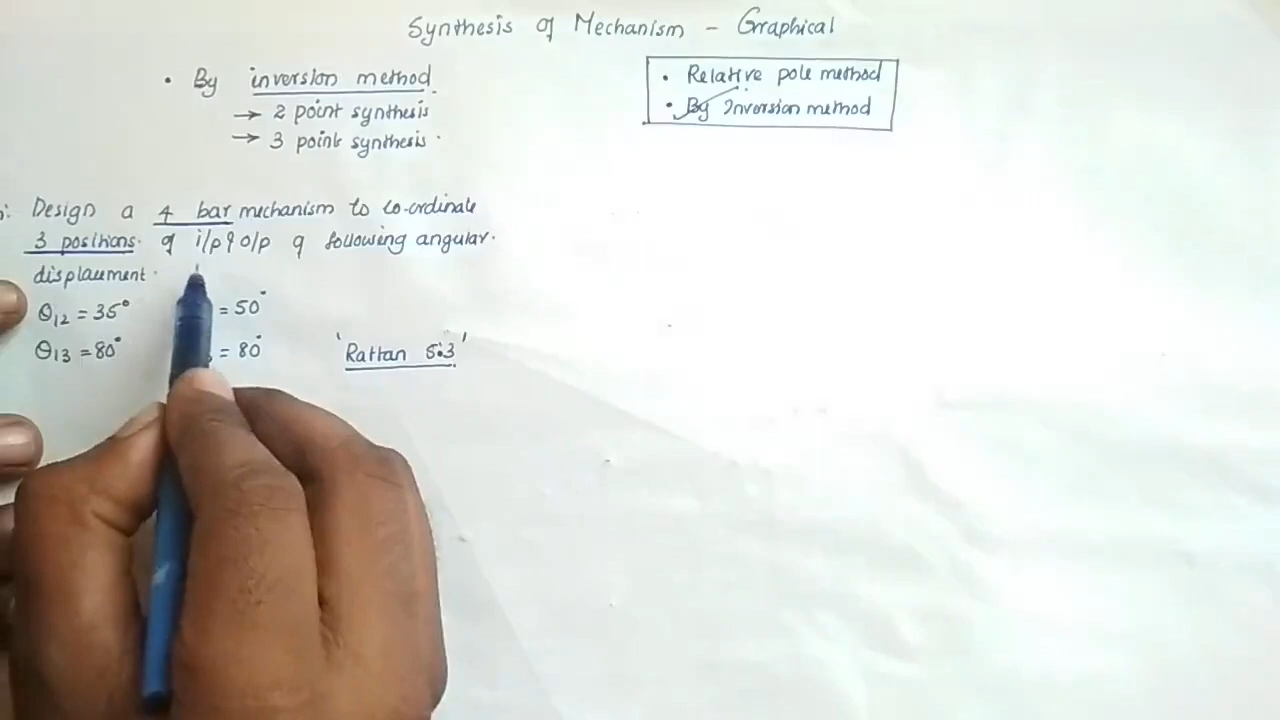 Synthesis of Mechanism - Graphical
• By inversion method.
→ 2 point synthesis
→ 3 point synthesis.
• Relative pole method
• By Inversion method
Design a 4 bar mechanism to co-ordinate
3 positions of i/p & o/p of following angular
displacement.
θ12 = 35° = 50°
θ13 = 80° = 80°
'Rattan 5.3'